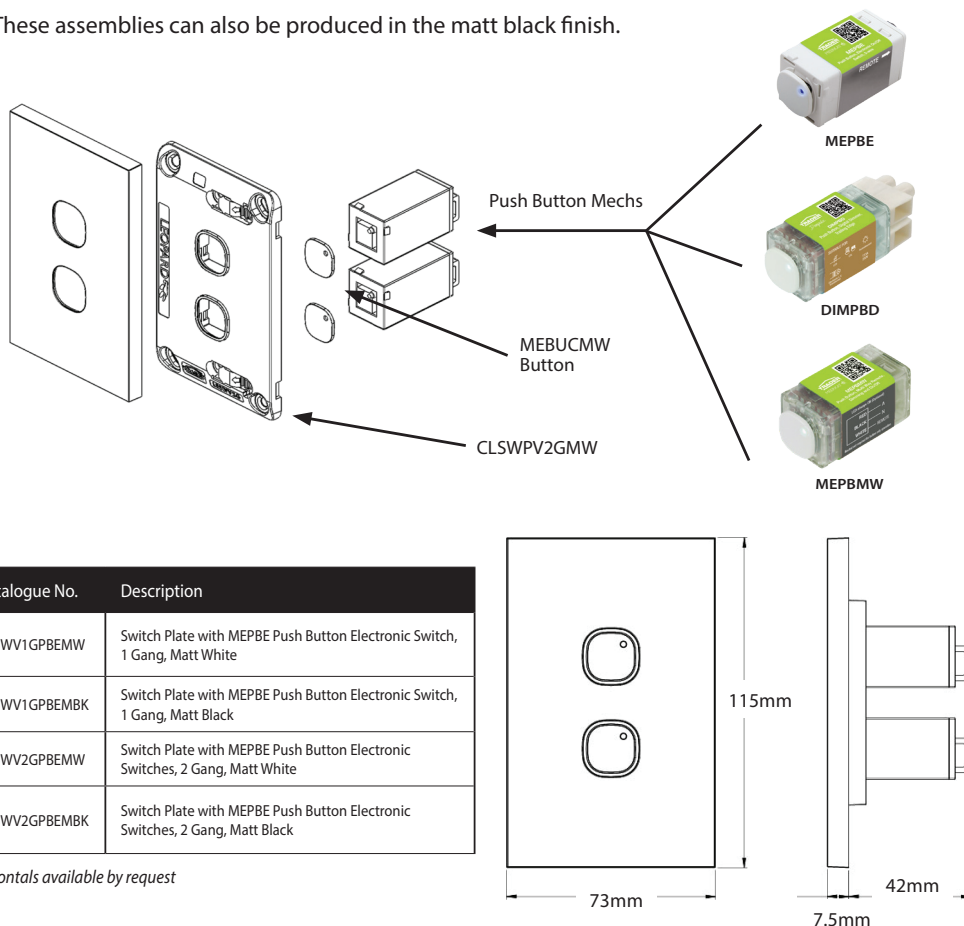 These assemblies can also be produced in the matt black finish.
MEPBE
REMOTE
MEPBE
Push Button Mechs
LEOPARD
DIMPBD
MEBUCMW
Button
CLSWPV2GMW
MEPBMW
talogue No. Description
WV1GPBEMW Switch Plate with MEPBE Push Button Electronic Switch,
1 Gang, Matt White
WV1GPBEMBK Switch Plate with MEPBE Push Button Electronic Switch,
1 Gang, Matt Black
WV2GPBEMW Switch Plate with MEPBE Push Button Electronic
Switches, 2 Gang, Matt White
WV2GPBEMBK Switch Plate with MEPBE Push Button Electronic
Switches, 2 Gang, Matt Black
ontals available by request
115mm
73mm
42mm
7.5mm